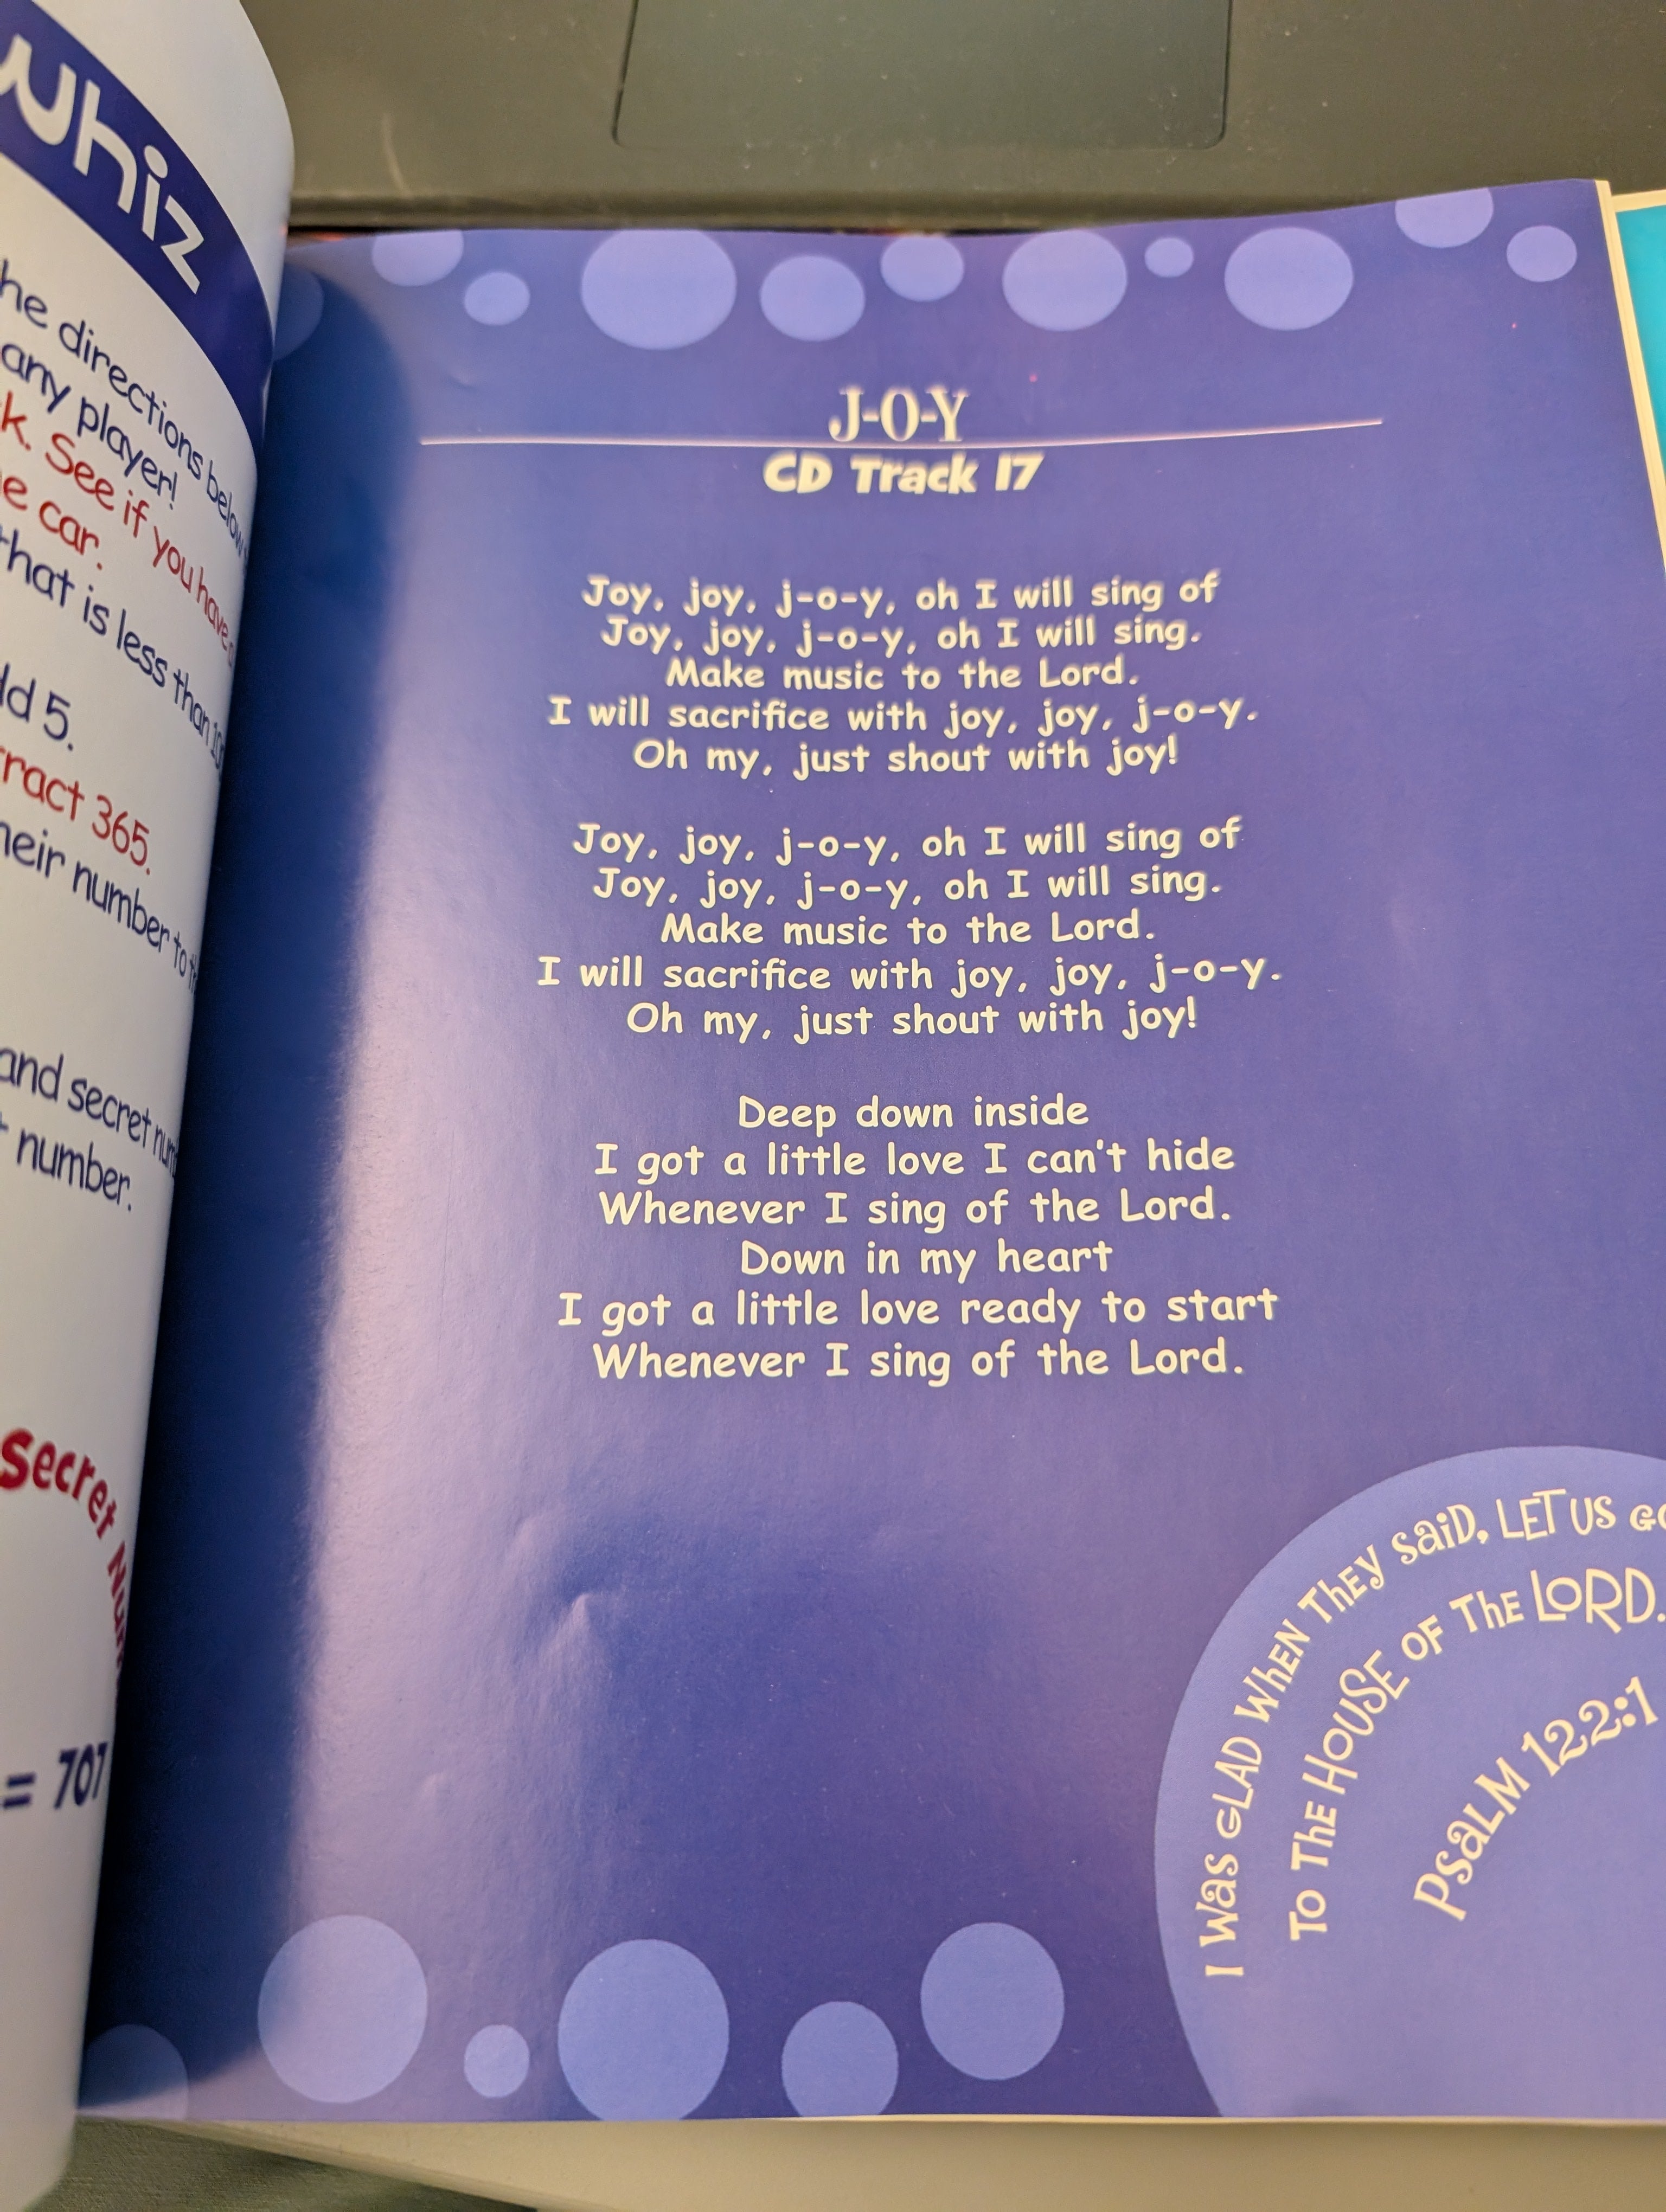 whiz
he directions below
any player!
k. See if you have
e car.
that is less than
dd 5.
ract 365.
heir number to
and secret
number.
Secret
= 707
J-O-Y
CD Track 17
Joy, joy, j-o-y, oh I will sing of
Joy, joy, j-o-y, oh I will sing.
Make music to the Lord.
I will sacrifice with joy, joy, j-o-y.
Oh my, just shout with joy!
Joy, joy, j-o-y, oh I will sing of
Joy, joy, j-o-y, oh I will sing.
Make music to the Lord.
I will sacrifice with joy, joy, j-o-y.
Oh my, just shout with joy!
Deep down inside
I got a little love I can't hide
Whenever I sing of the Lord.
Down in my heart
I got a little love ready to start
Whenever I sing of the Lord.
I WAS GLAD WHEN THEY SAID, LET US GO
TO THE HOUSE OF THE LORD.
PSALM 122:1